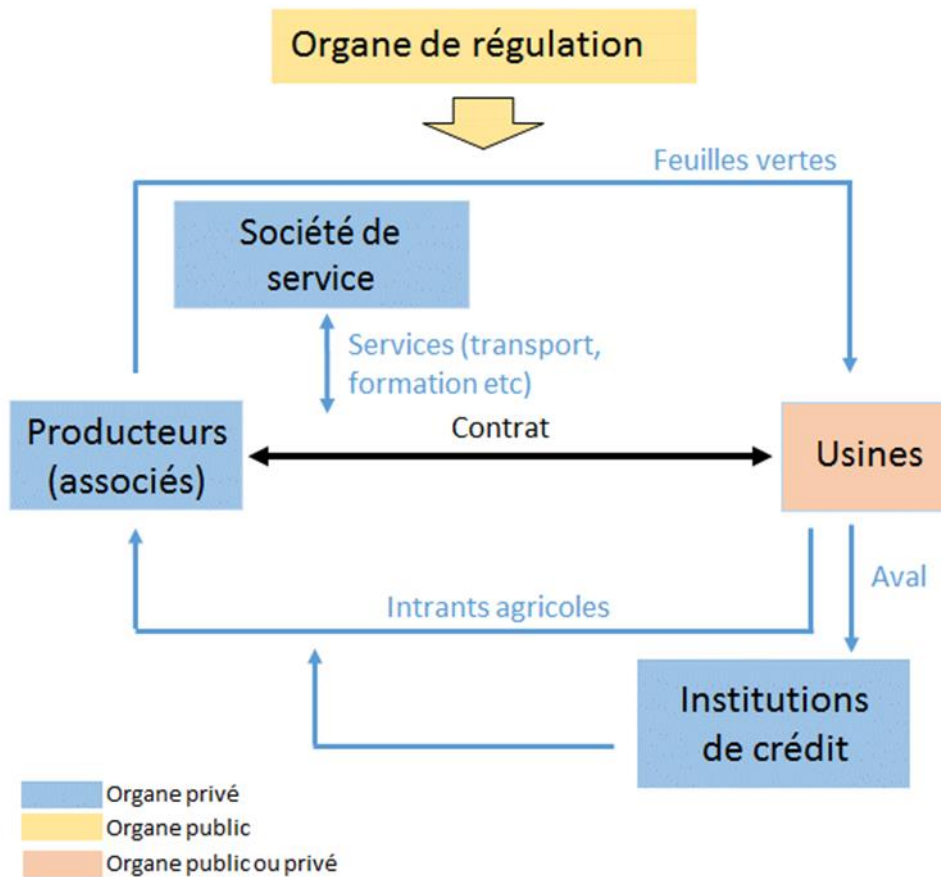 Organe de régulation
Feuilles vertes
Société de
service
Services (transport,
formation etc)
Contrat
Producteurs
(associés)
Usines
Aval
Intrants agricoles
Institutions
de crédit
Organe privé
Organe public
Organe public ou privé